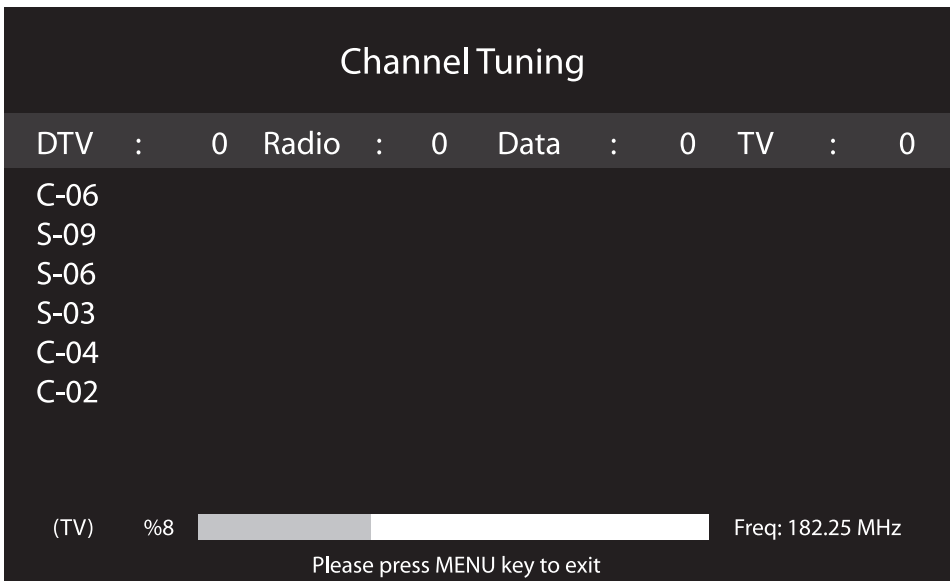 Channel Tuning
DTV : 0 Radio : 0 Data : 0 TV : 0
C-06
S-09
S-06
S-03
C-04
C-02
(TV) %8 Freq: 182.25 MHz
Please press MENU key to exit